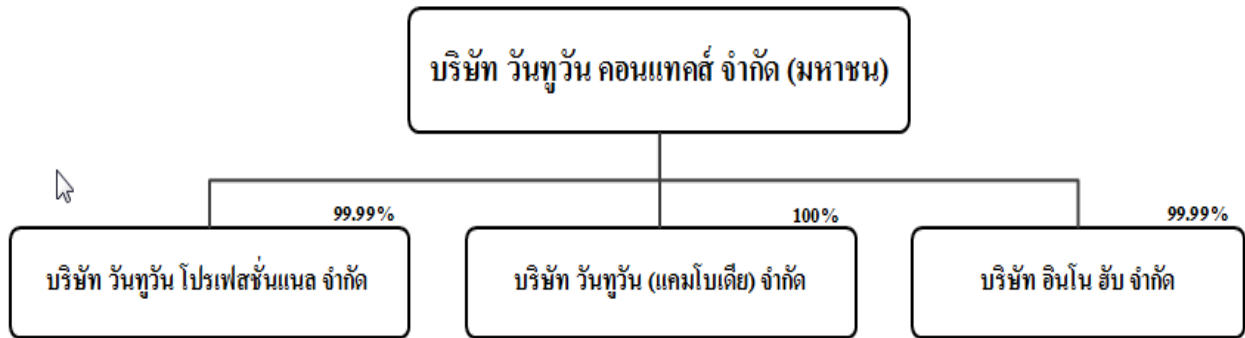 บริษัท วันทูวัน คอนแทคส์ จำกัด (มหาชน)
99.99%
100%
99.99%
บริษัท วันทูวัน โปรเฟสชั่นแนล จำกัด
บริษัท วันทูวัน (แคมโบเดีย) จำกัด
บริษัท อินโน ฮับ จำกัด